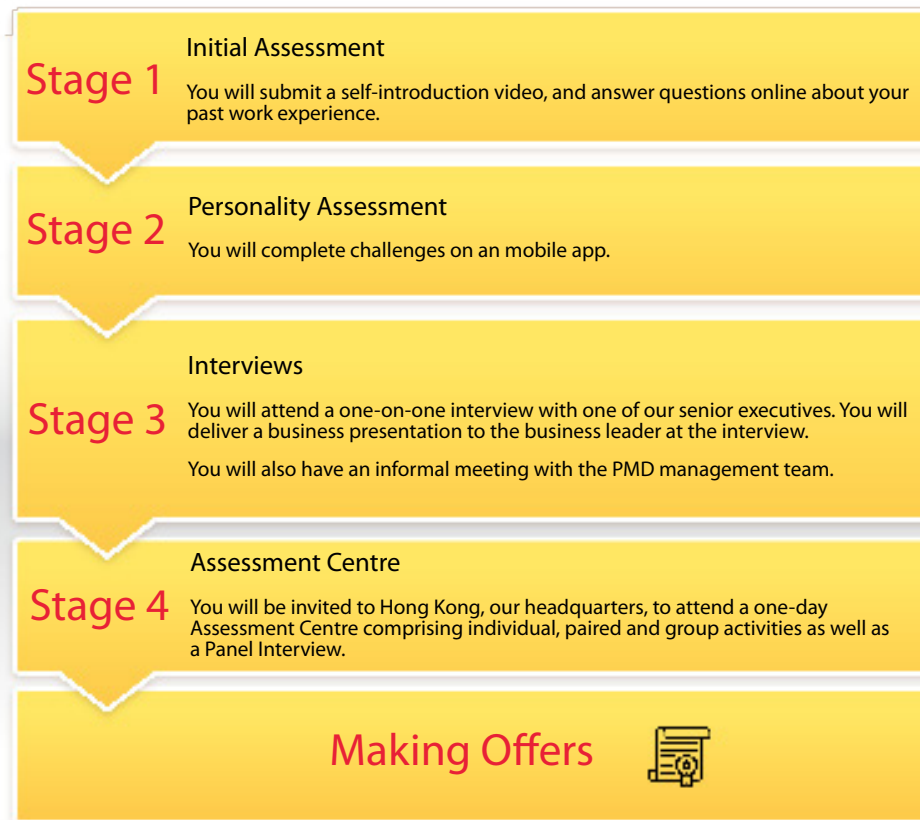 Stage 1
Initial Assessment
You will submit a self-introduction video, and answer questions online about your
past work experience.
Stage 2
Personality Assessment
You will complete challenges on an mobile app.
Stage 3
Interviews
You will attend a one-on-one interview with one of our senior executives. You will
deliver a business presentation to the business leader at the interview.
You will also have an informal meeting with the PMD management team.
Stage 4
Assessment Centre
You will be invited to Hong Kong, our headquarters, to attend a one-day
Assessment Centre comprising individual, paired and group activities as well as
a Panel Interview.
Making Offers